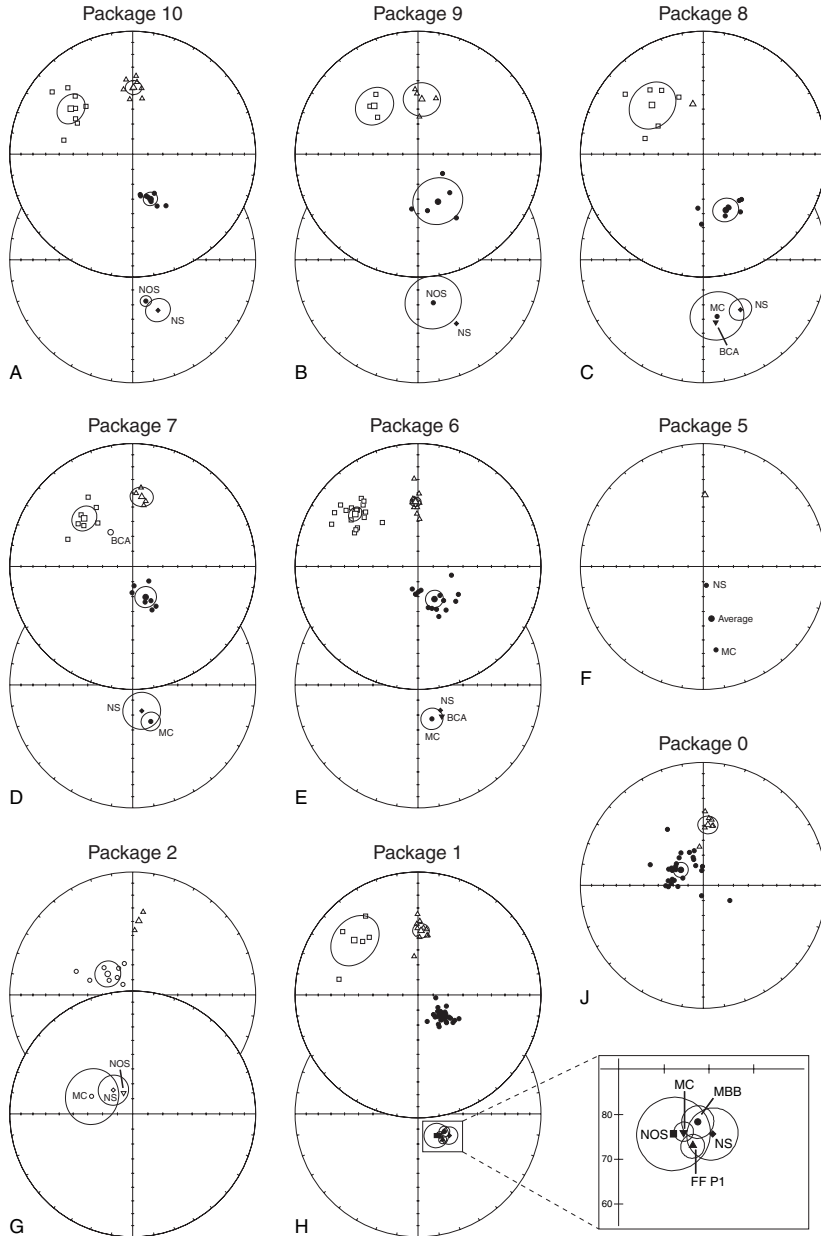 Package 10
Package 9
Package 8
NOS
NS
A
NOS
NS
B
MC
NS
BCA
C
Package 7
Package 6
Package 5
BCA
NS
MC
D
NS
BCA
MC
E
NS
Average
MC
F
Package 0
J
Package 2
Package 1
NOS
MC
NS
G
H
MC
MBB
80
NOS
NS
70
FF P1
60